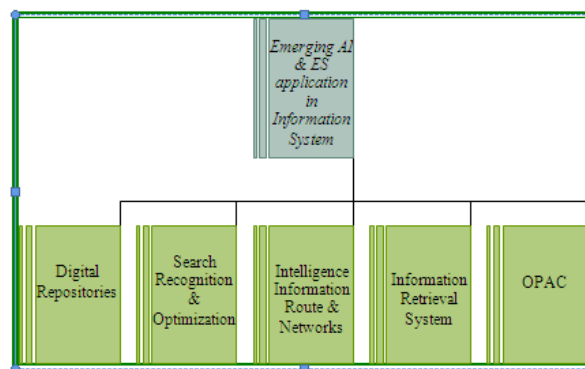 Emerging AI
& ES
application
in
Information
System
Digital
Repositories
Search
Recognition
&
Optimization
Intelligence
Information
Route &
Networks
Information
Retrieval
System
OPAC